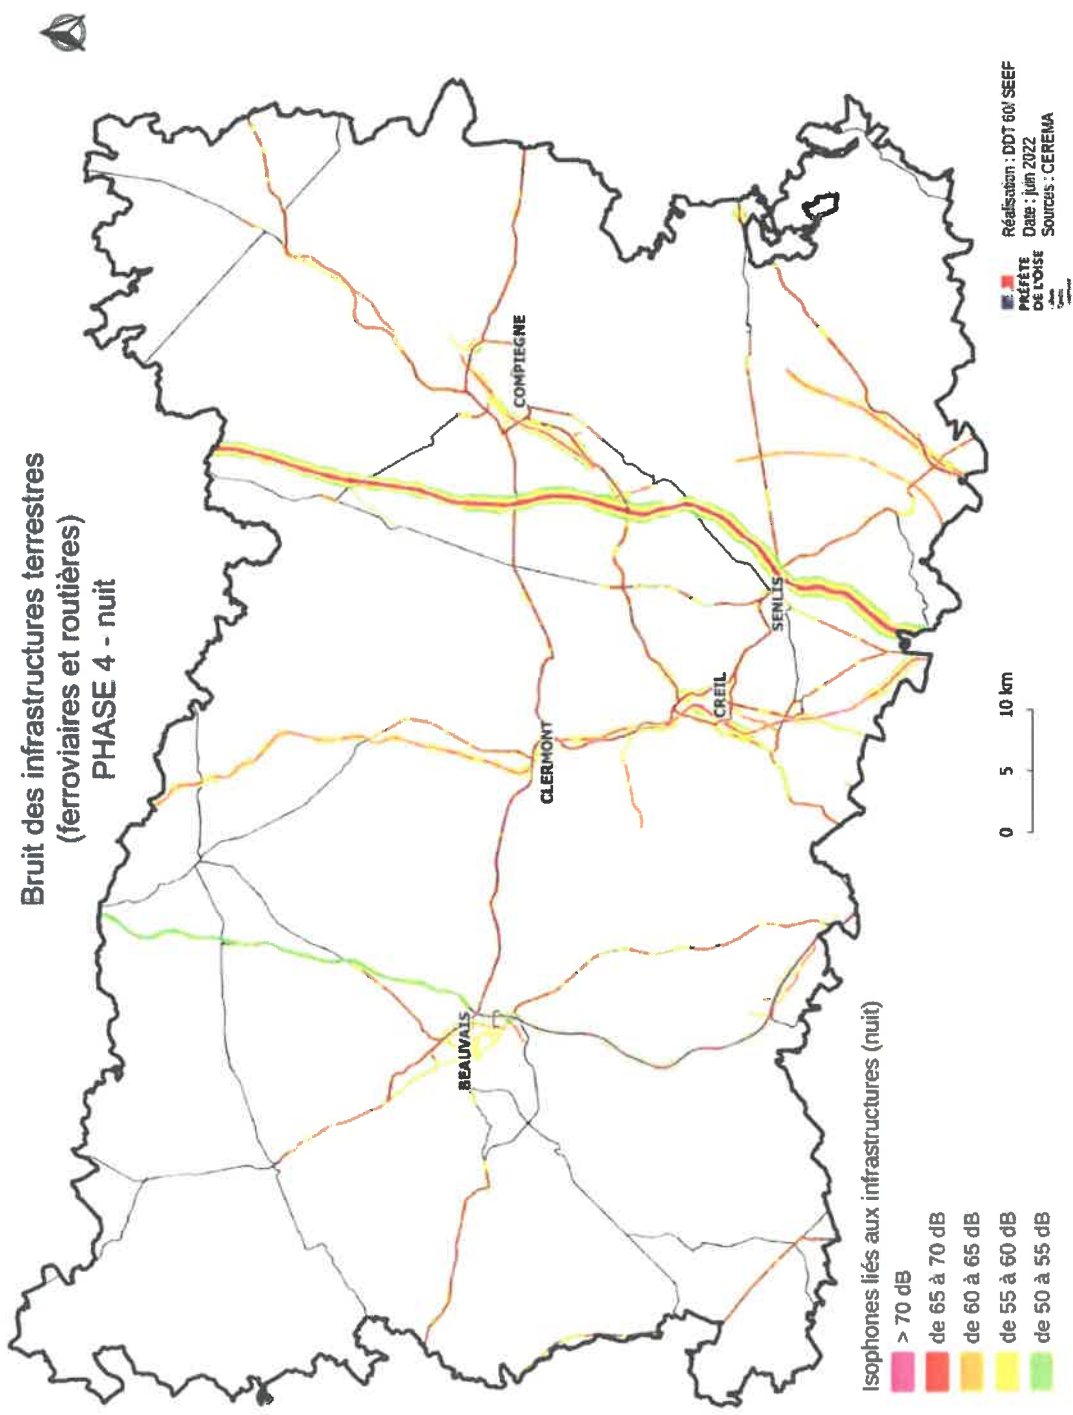 Bruit des infrastructures terrestres
(ferroviaires et routières)
PHASE 4 - nuit
COMPIEGNE
CLERMONT
CREIL
SENLIS
BEAUVAIS
0 5 10 km
Isophones liés aux infrastructures (nuit)
> 70 dB
de 65 à 70 dB
de 60 à 65 dB
de 55 à 60 dB
de 50 à 55 dB
PRÉFÈTE
DE L'OISE
Réalisation : DDT 60/ SEEF
Date : juin 2022
Sources : CEREMA